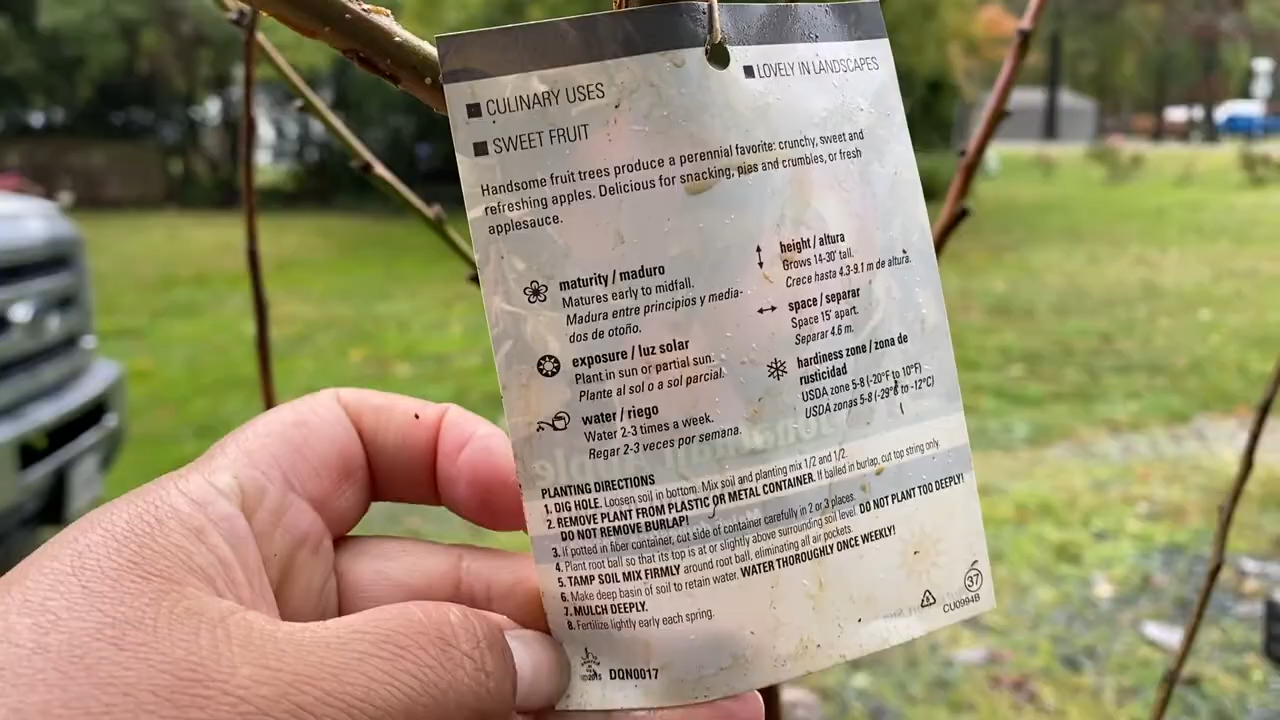 CULINARY USES
LOVELY IN LANDSCAPES
SWEET FRUIT
Handsome fruit trees produce a perennial favorite: crunchy, sweet and
refreshing apples. Delicious for snacking, pies and crumbles, or fresh
applesauce.
maturity / maduro
Matures early to midfall.
Madura entre principios y media-
dos de otoño.
exposure / luz solar
Plant in sun or partial sun.
Plante al sol o a sol parcial.
water / riego
Water 2-3 times a week.
Regar 2-3 veces por semana.
height / altura
Grows 14-30' tall.
Crece hasta 4.3-9.1 m de altura.
space / separar
Space 15' apart.
Separar 4.6 m.
hardiness zone / zona de
rusticidad
USDA zone 5-8 (-20°F to 10°F)
USDA zonas 5-8 (-29° to -12°C)
PLANTING DIRECTIONS
1. DIG HOLE. Loosen soil in bottom. Mix soil and planting mix 1/2 and 1/2.
2. REMOVE PLANT FROM PLASTIC OR METAL CONTAINER. If balled in burlap, cut top string only.
DO NOT REMOVE BURLAP!
3. If potted in fiber container, cut side of container carefully in 2 or 3 places.
4. Plant root ball so that its top is at or slightly above surrounding soil level. DO NOT PLANT TOO DEEPLY!
5. TAMP SOIL MIX FIRMLY around root ball, eliminating all air pockets.
6. Make deep basin of soil to retain water. WATER THOROUGHLY ONCE WEEKLY!
7. MULCH DEEPLY.
8. Fertilize lightly early each spring.
37
CU0994B
©2015 DQN0017